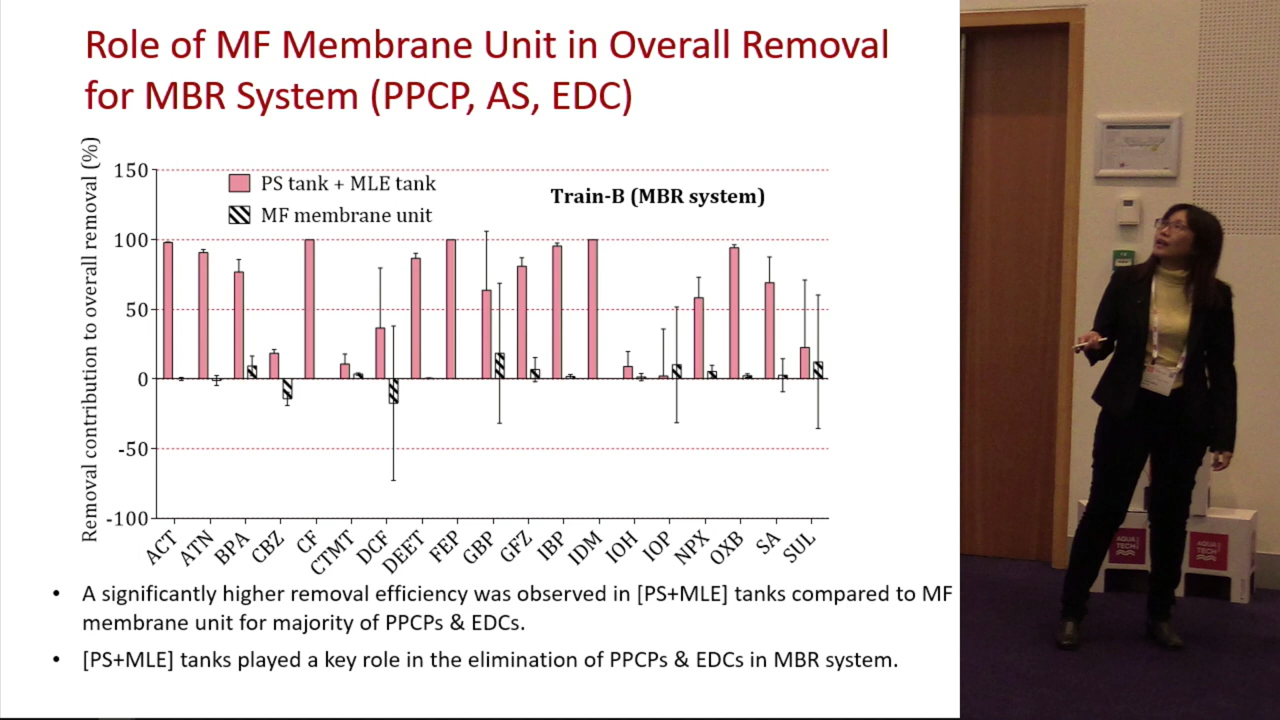 Role of MF Membrane Unit in Overall Removal
for MBR System (PPCP, AS, EDC)
Removal contribution to overall removal (%)
150
100
50
0
-50
-100
PS tank + MLE tank
MF membrane unit
Train-B (MBR system)
ACT
ATN
BPA
CBZ
CF
CTMT
DCF
DEET
FEP
GBP
GFZ
IBP
IDM
IOH
IOP
NPX
OXB
SA
SUL
• A significantly higher removal efficiency was observed in [PS+MLE] tanks compared to MF
membrane unit for majority of PPCPs & EDCs.
• [PS+MLE] tanks played a key role in the elimination of PPCPs & EDCs in MBR system.
AQUA
TECH
AQUA
TECH